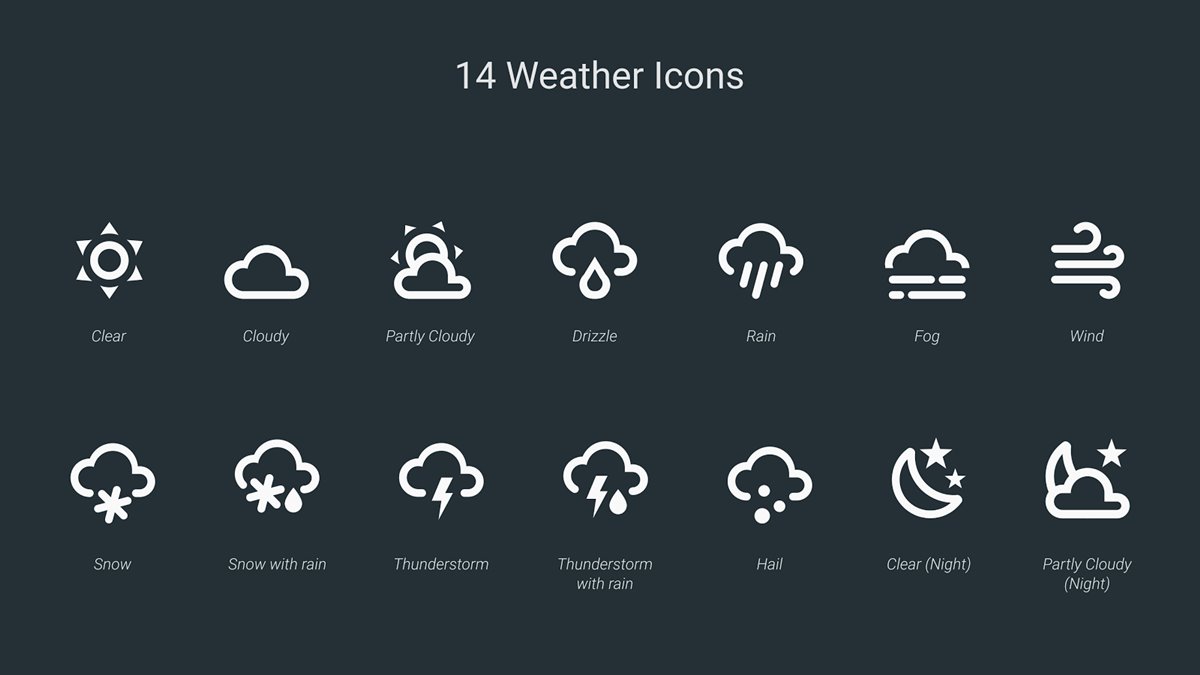 14 Weather Icons
Clear
Cloudy
Partly Cloudy
Drizzle
Rain
Fog
Wind
Snow
Snow with rain
Thunderstorm
Thunderstorm
with rain
Hail
Clear (Night)
Partly Cloudy
(Night)